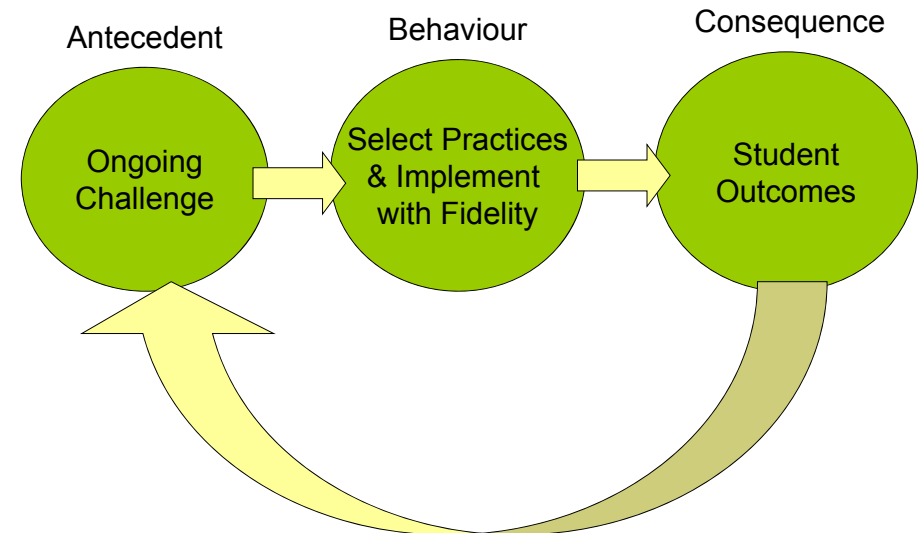 Antecedent
Behaviour
Consequence
Ongoing
Challenge
Select Practices
& Implement
with Fidelity
Student
Outcomes